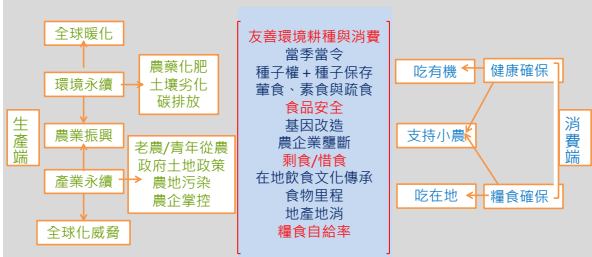 全球暖化
環境永續
農藥化肥
土壤劣化
碳排放
生產端
農業振興
老農/青年從農
政府土地政策
農地污染
農企掌控
產業永續
全球化威脅
友善環境耕種與消費
當季當令
種子權+種子保存
葷食、素食與蔬食
食品安全
基因改造
農企業壟斷
剩食/惜食
在地飲食文化傳承
食物里程
地產地消
糧食自給率
吃有機
健康確保
支持小農
消費端
吃在地
糧食確保